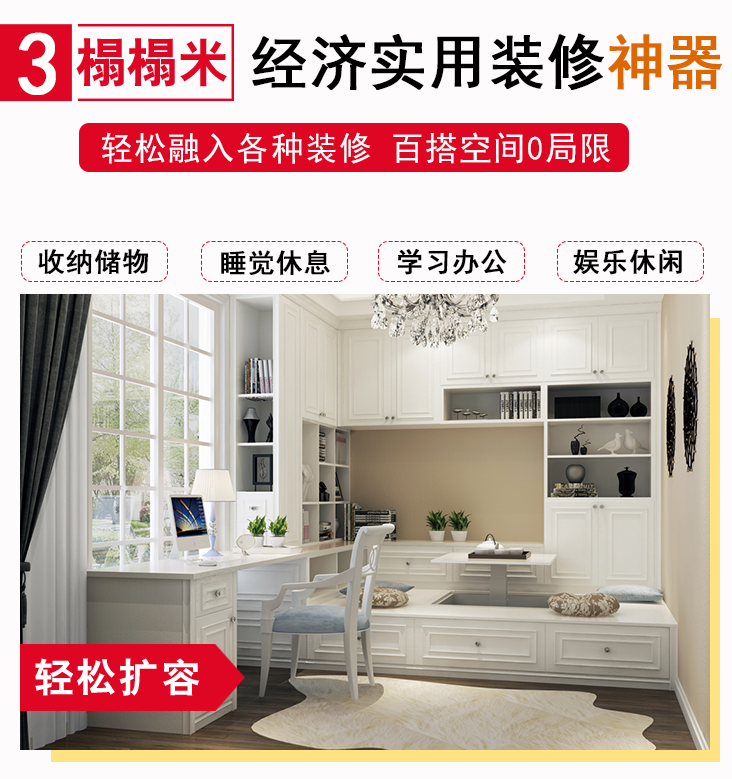 3 榻榻米 经济实用装修神器
轻松融入各种装修 百搭空间0局限
收纳储物 睡觉休息 学习办公 娱乐休闲
轻松扩容